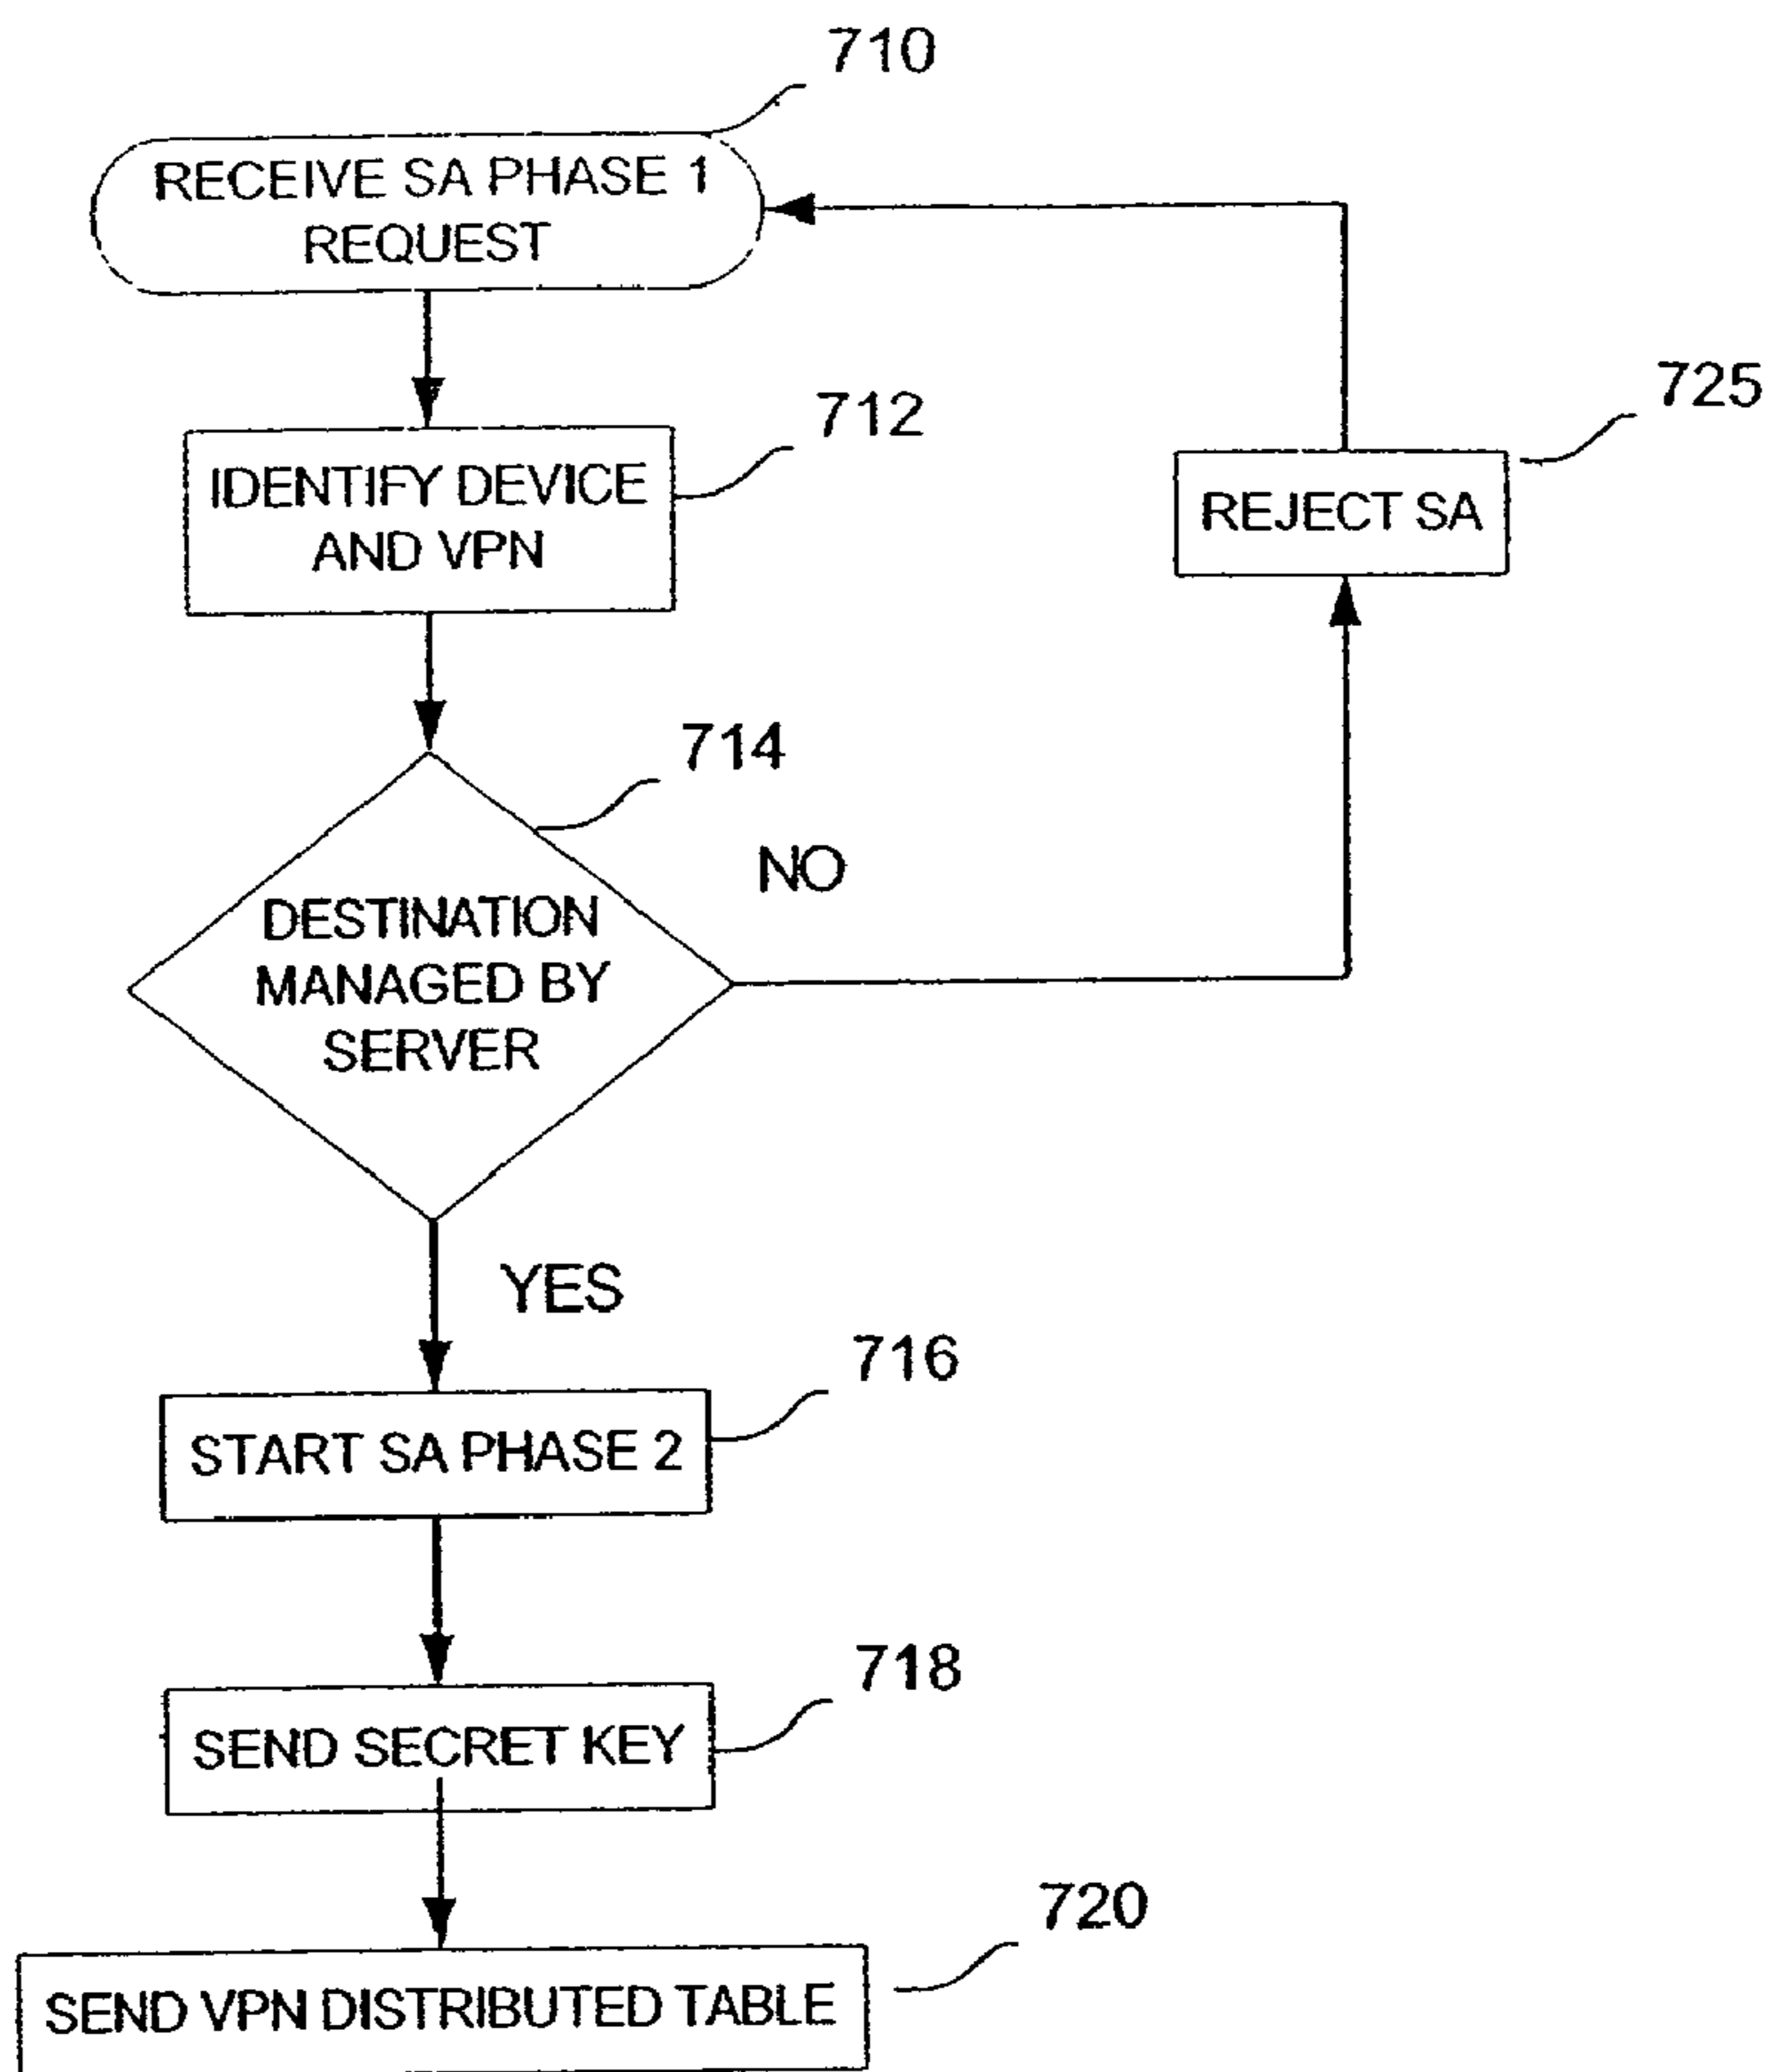 710
RECEIVE SA PHASE 1
REQUEST
712
IDENTIFY DEVICE
AND VPN
725
REJECT SA
714
NO
DESTINATION
MANAGED BY
SERVER
YES
716
START SA PHASE 2
718
SEND SECRET KEY
720
SEND VPN DISTRIBUTED TABLE